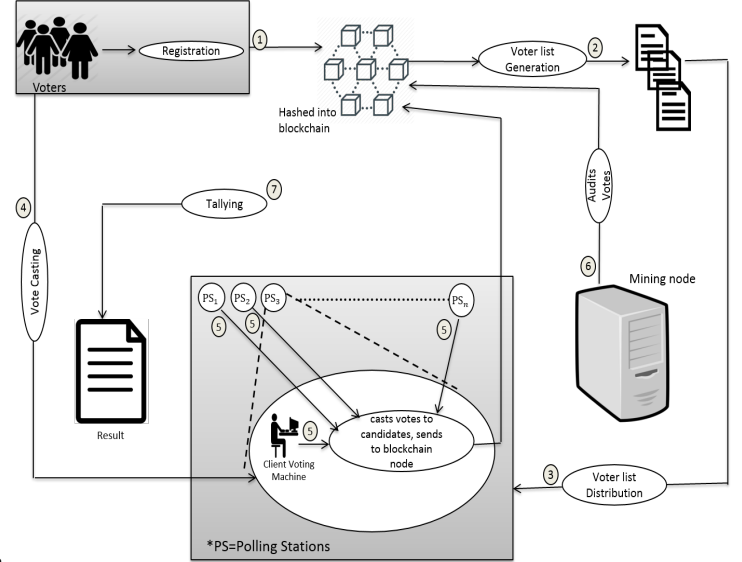 Voters
Registration
1
Hashed into
blockchain
Voter list
Generation
2
Audits
Votes
4
Vote Casting
Tallying
7
Result
6
Mining node
PS₁
PS₂
PS₃
PSₙ
5
5
5
5
Client Voting
Machine
casts votes to
candidates, sends
to blockchain
node
3
Voter list
Distribution
*PS=Polling Stations